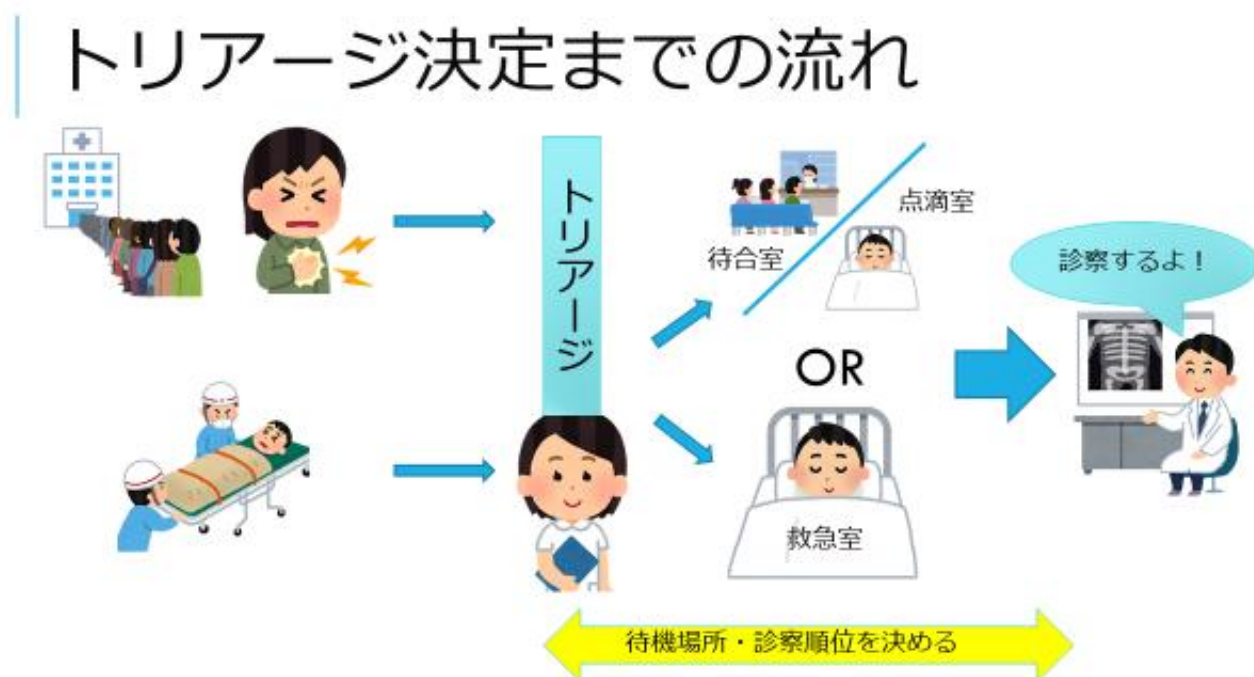 トリアージ決定までの流れ
トリアージ
点滴室
待合室
診察するよ！
OR
救急室
待機場所・診察順位を決める